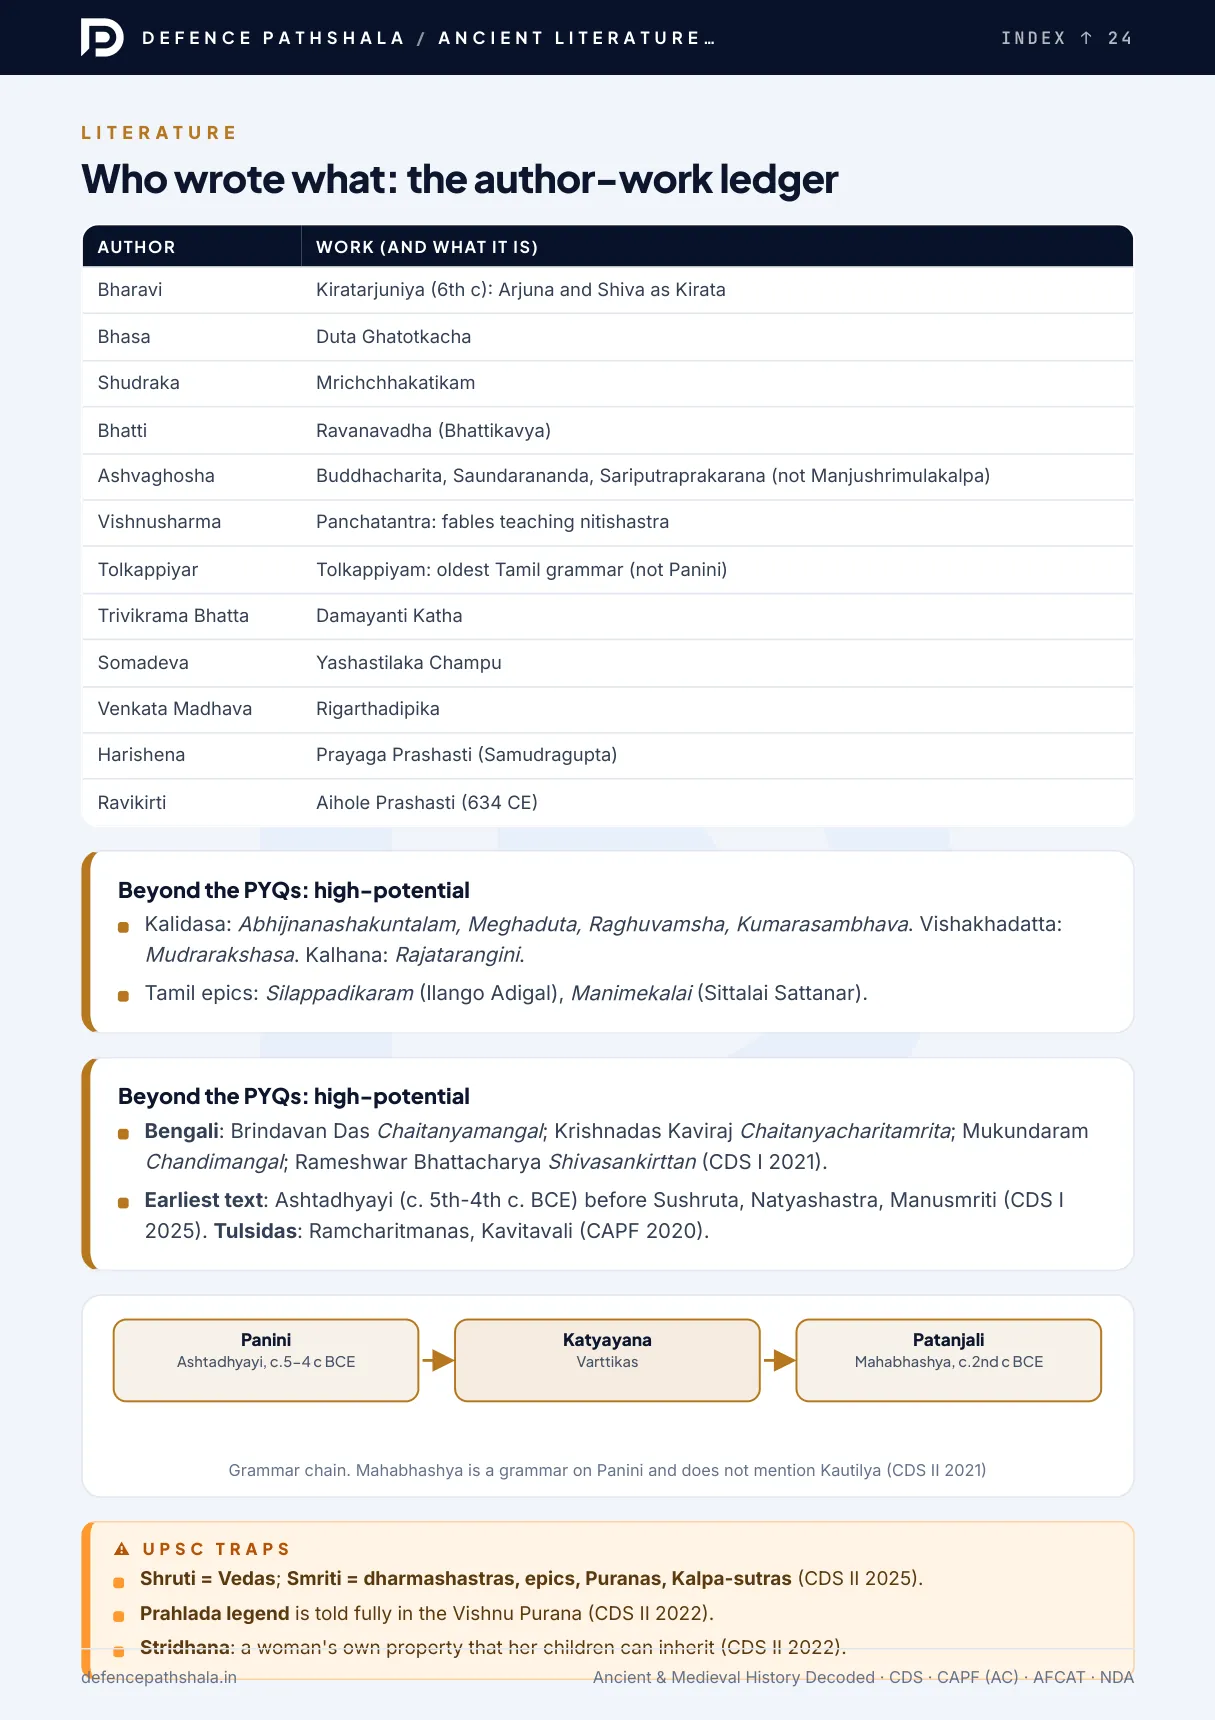 DEFENCE PATHSHALA / ANCIENT LITERATURE…
INDEX ↑ 24
LITERATURE
Who wrote what: the author–work ledger
AUTHOR WORK (AND WHAT IT IS)
Bharavi Kiratarjuniya (6th c): Arjuna and Shiva as Kirata
Bhasa Duta Ghatotkacha
Shudraka Mrichchhakatikam
Bhatti Ravanavadha (Bhattikavya)
Ashvaghosha Buddhacharita, Saundarananda, Sariputraprakarana (not Manjushrimulakalpa)
Vishnusharma Panchatantra: fables teaching nitishastra
Tolkappiyar Tolkappiyam: oldest Tamil grammar (not Panini)
Trivikrama Bhatta Damayanti Katha
Somadeva Yashastilaka Champu
Venkata Madhava Rigarthadipika
Harishena Prayaga Prashasti (Samudragupta)
Ravikirti Aihole Prashasti (634 CE)
Beyond the PYQs: high-potential
Kalidasa: Abhijnanashakuntalam, Meghaduta, Raghuvamsha, Kumarasambhava. Vishakhadatta:
Mudrarakshasa. Kalhana: Rajatarangini.
Tamil epics: Silappadikaram (Ilango Adigal), Manimekalai (Sittalai Sattanar).
Beyond the PYQs: high-potential
Bengali: Brindavan Das Chaitanyamangal; Krishnadas Kaviraj Chaitanyacharitamrita; Mukundaram
Chandimangal; Rameshwar Bhattacharya Shivasankirttan (CDS I 2021).
Earliest text: Ashtadhyayi (c. 5th-4th c. BCE) before Sushruta, Natyashastra, Manusmriti (CDS I
2025). Tulsidas: Ramcharitmanas, Kavitavali (CAPF 2020).
Panini
Ashtadhyayi, c.5–4 c BCE
Katyayana
Varttikas
Patanjali
Mahabhashya, c.2nd c BCE
Grammar chain. Mahabhashya is a grammar on Panini and does not mention Kautilya (CDS II 2021)
⚠ UPSC TRAPS
Shruti = Vedas; Smriti = dharmashastras, epics, Puranas, Kalpa-sutras (CDS II 2025).
Prahlada legend is told fully in the Vishnu Purana (CDS II 2022).
Stridhana: a woman's own property that her children can inherit (CDS II 2022).
defencepathshala.in
Ancient & Medieval History Decoded · CDS · CAPF (AC) · AFCAT · NDA